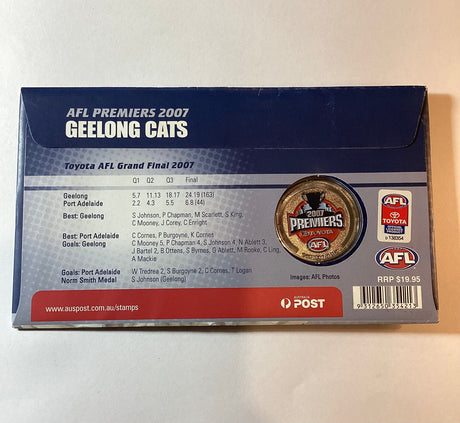 AFL PREMIERS 2007
GEELONG CATS
Toyota AFL Grand Final 2007
Q1 Q2 Q3 Final
Geelong 5.7 11.13 18.17 24.19 (163)
Port Adelaide 2.2 4.3 5.5 6.8 (44)
Best: Geelong S Johnson, P Chapman, M Scarlett, S King,
C Mooney, J Corey, C Enright
Best: Port Adelaide C Cornes, P Burgoyne, K Cornes
Goals: Geelong C Mooney 5, P Chapman 4, S Johnson 4, N Ablett 3,
J Bartel 2, B Ottens, S Byrnes, G Ablett, M Rooke, C Ling,
A Mackie
Goals: Port Adelaide W Tredrea 2, S Burgoyne 2, C Cornes, T Logan
Norm Smith Medal S Johnson (Geelong)
2007
PREMIERS
AFL
Images: AFL Photos
AFL
TOYOTA
AFL
RRP $19.95
www.auspost.com.au/stamps
AUSTRALIA
POST